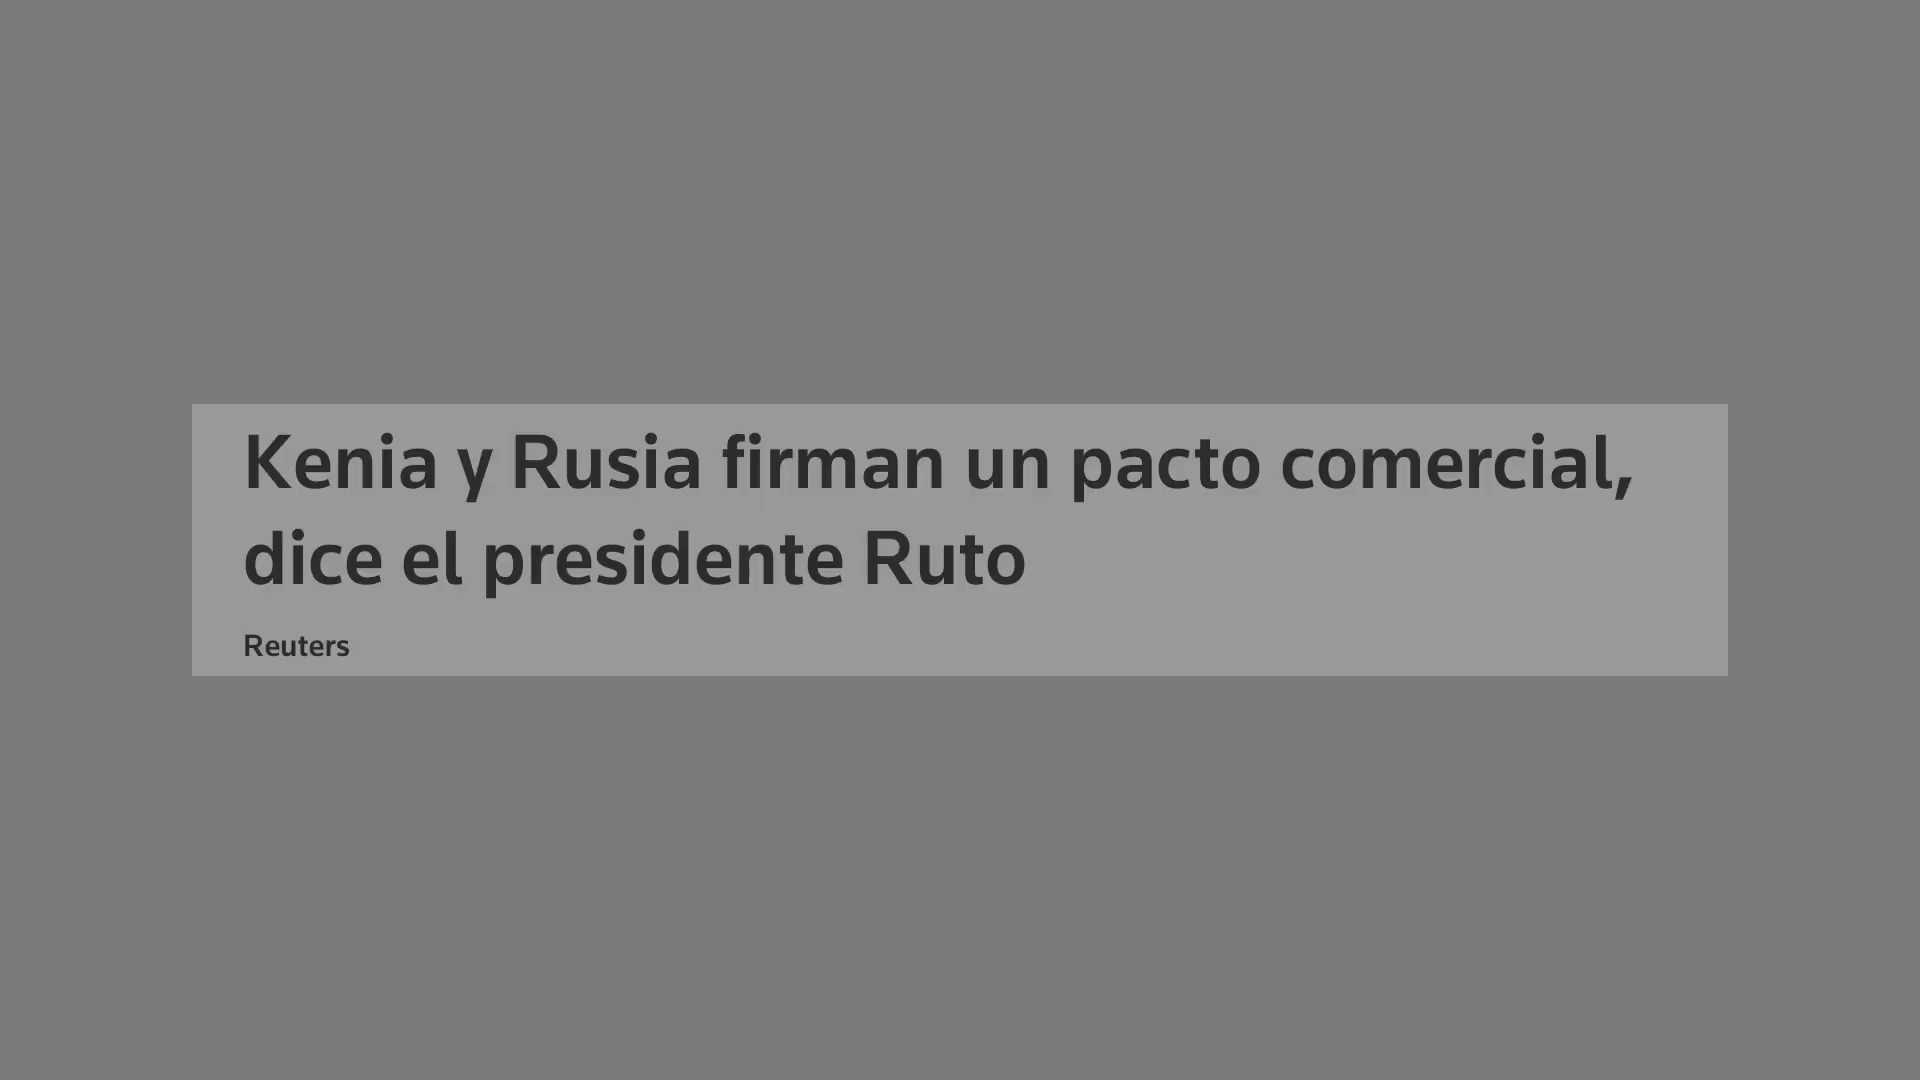 Kenia y Rusia firman un pacto comercial,
dice el presidente Ruto
Reuters